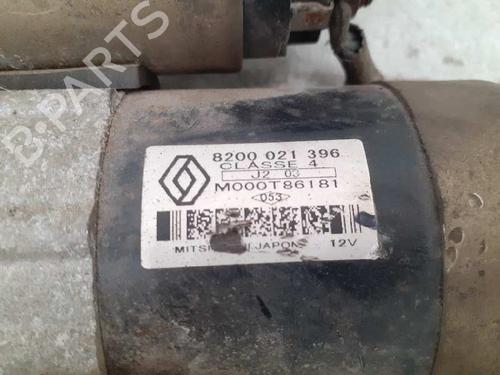 B-PARTS
8200 021 396
CLASSE 4
J2 03
M000T86181
053
JAPON 12V